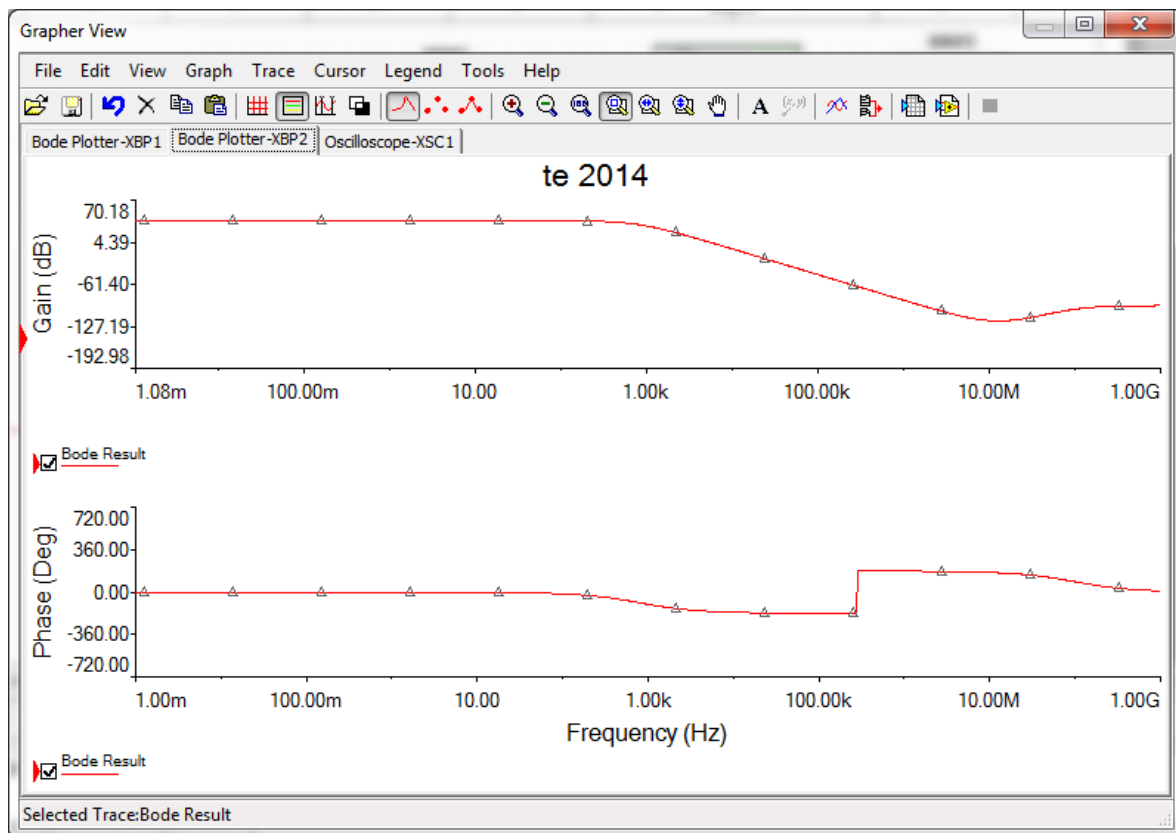 Grapher View
File Edit View Graph Trace Cursor Legend Tools Help
A (x,y)
Bode Plotter-XBP1 Bode Plotter-XBP2 Oscilloscope-XSC1
te 2014
Gain (dB)
70.18
4.39
-61.40
-127.19
-192.98
1.08m 100.00m 10.00 1.00k 100.00k 10.00M 1.00G
Bode Result
Phase (Deg)
720.00
360.00
0.00
-360.00
-720.00
1.00m 100.00m 10.00 1.00k 100.00k 10.00M 1.00G
Frequency (Hz)
Bode Result
Selected Trace:Bode Result